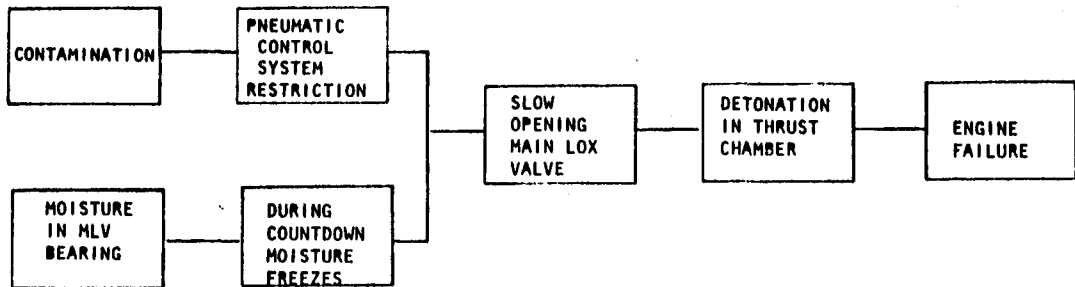 CONTAMINATION
PNEUMATIC
CONTROL
SYSTEM
RESTRICTION
MOISTURE
IN MLV
BEARING
DURING
COUNTDOWN
MOISTURE
FREEZES
SLOW
OPENING
MAIN LOX
VALVE
DETONATION
IN THRUST
CHAMBER
ENGINE
FAILURE